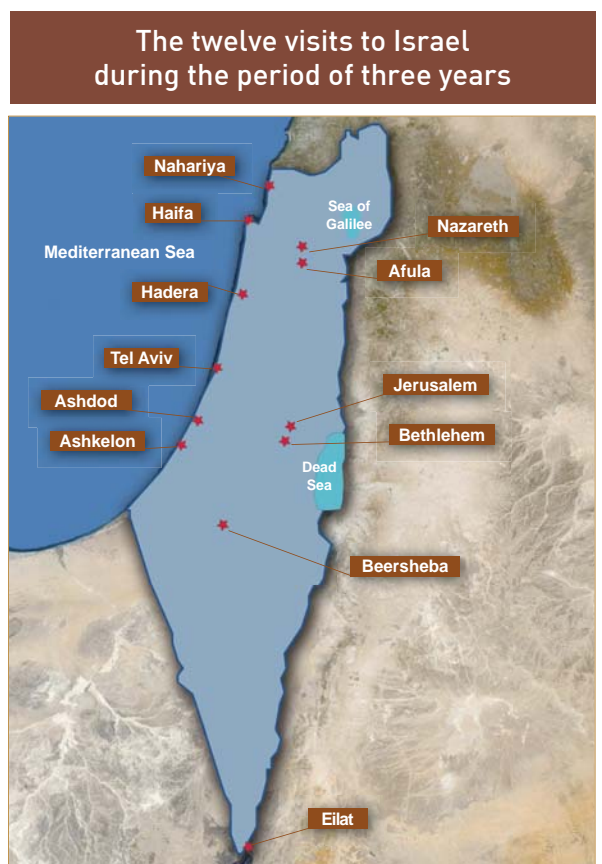 The twelve visits to Israel
during the period of three years
Nahariya
Haifa
Sea of
Galilee
Nazareth
Mediterranean Sea
Afula
Hadera
Tel Aviv
Jerusalem
Ashdod
Bethlehem
Ashkelon
Dead
Sea
Beersheba
Eilat